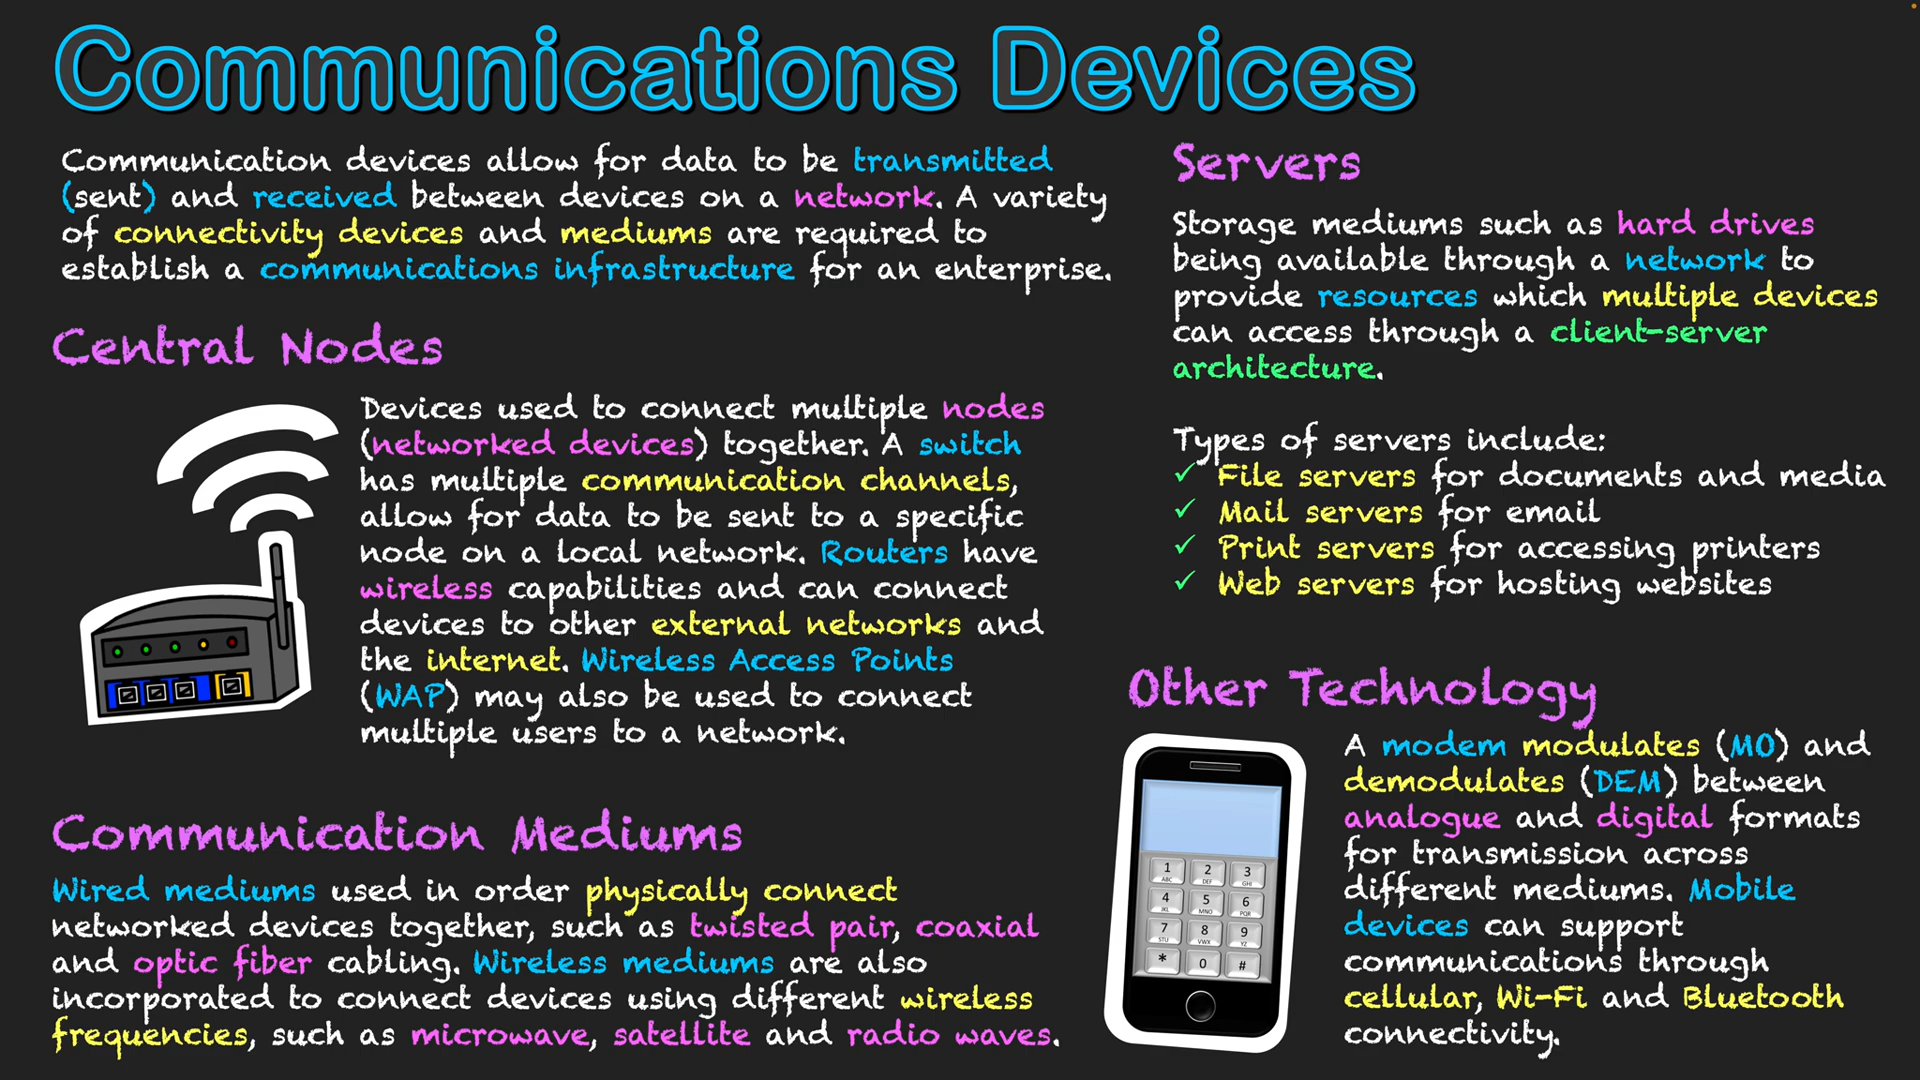 Communications Devices
Communication devices allow for data to be transmitted
(sent) and received between devices on a network. A variety
of connectivity devices and mediums are required to
establish a communications infrastructure for an enterprise.
Central Nodes
Devices used to connect multiple nodes
(networked devices) together. A switch
has multiple communication channels,
allow for data to be sent to a specific
node on a local network. Routers have
wireless capabilities and can connect
devices to other external networks and
the internet. Wireless Access Points
(WAP) may also be used to connect
multiple users to a network.
Communication Mediums
Wired mediums used in order physically connect
networked devices together, such as twisted pair, coaxial
and optic fiber cabling. Wireless mediums are also
incorporated to connect devices using different wireless
frequencies, such as microwave, satellite and radio waves.
Servers
Storage mediums such as hard drives
being available through a network to
provide resources which multiple devices
can access through a client-server
architecture.
Types of servers include:
✓ File servers for documents and media
✓ Mail servers for email
✓ Print servers for accessing printers
✓ Web servers for hosting websites
Other Technology
A modem modulates (MO) and
demodulates (DEM) between
analogue and digital formats
for transmission across
different mediums. Mobile
devices can support
communications through
cellular, Wi-Fi and Bluetooth
connectivity.
1 2 3
ABC DEF GHI
4 5 6
JKL MNO PQR
7 8 9
STU VWX YZ
* 0 #